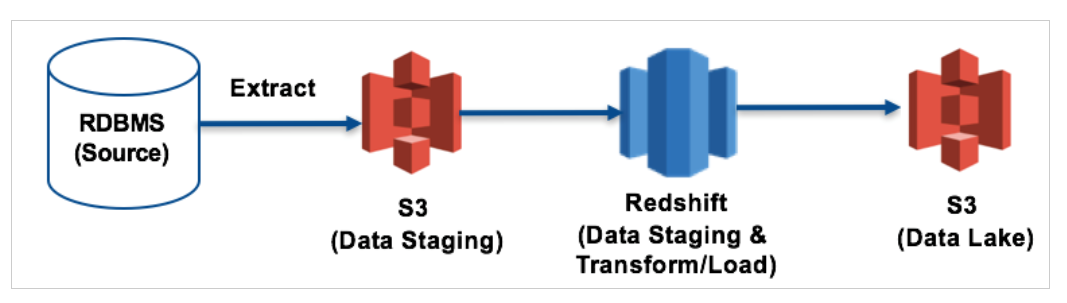 RDBMS
(Source)
Extract
S3
(Data Staging)
Redshift
(Data Staging &
Transform/Load)
S3
(Data Lake)